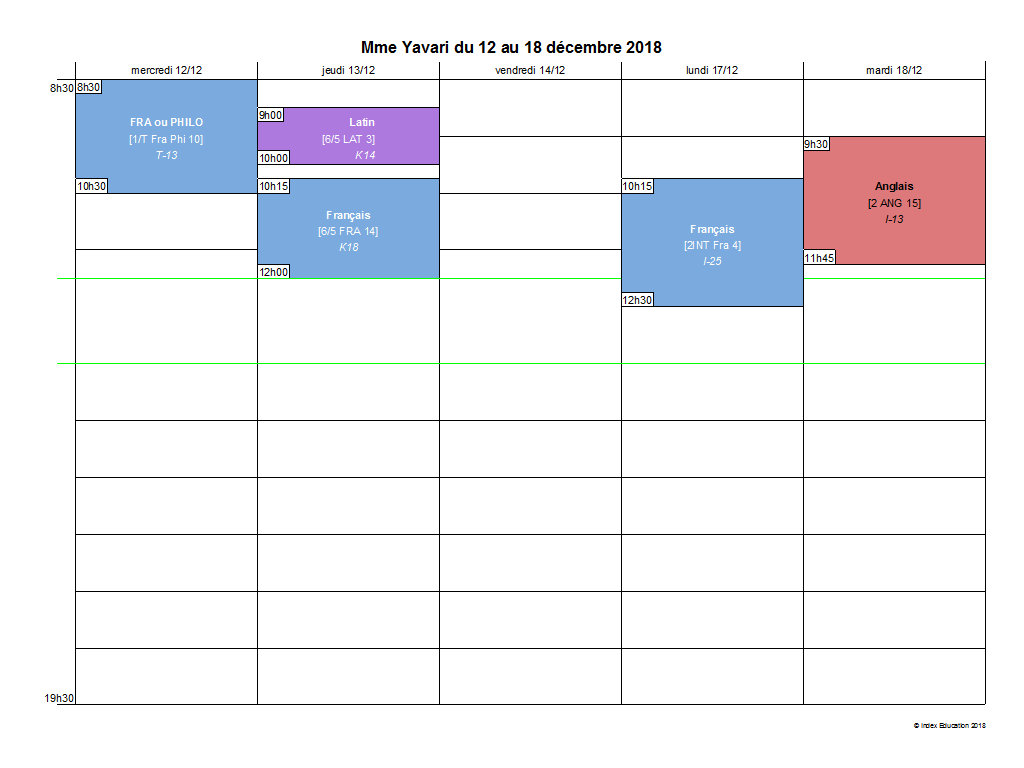 Mme Yavari du 12 au 18 décembre 2018
mercredi 12/12
jeudi 13/12
vendredi 14/12
lundi 17/12
mardi 18/12
8h30
8h30
FRA ou PHILO
[1/T Fra Phi 10]
T-13
10h30
9h00
Latin
[6/5 LAT 3]
10h00
K14
10h15
Français
[6/5 FRA 14]
K18
12h00
10h15
Français
[2INT Fra 4]
I-25
12h30
9h30
Anglais
[2 ANG 15]
I-13
11h45
19h30
© Index Education 2018